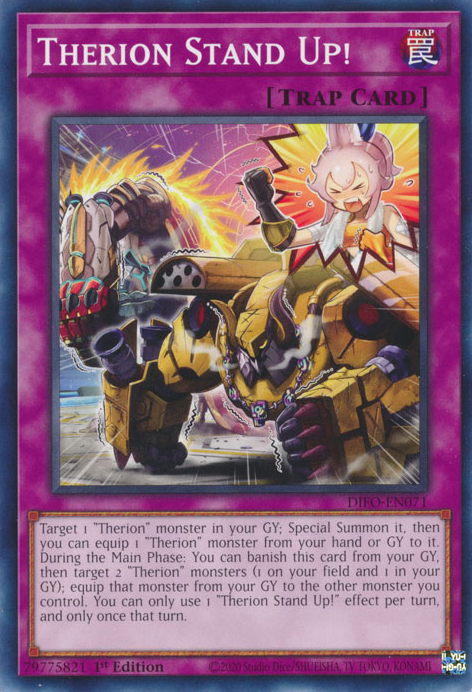 Therion Stand Up!
TRAP
罠
[Trap Card]
DIFO-EN071
Target 1 "Therion" monster in your GY; Special Summon it, then
you can equip 1 "Therion" monster from your hand or GY to it.
During the Main Phase: You can banish this card from your GY,
then target 2 "Therion" monsters (1 on your field and 1 in your
GY); equip that monster from your GY to the other monster you
control. You can only use 1 "Therion Stand Up!" effect per turn,
and only once that turn.
79775821 1st Edition ©2020 Studio Dice/SHUEISHA, TV TOKYO, KONAMI